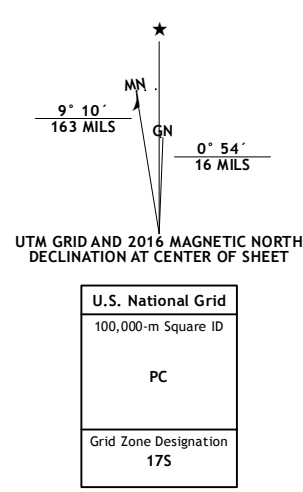 ★
MN
GN
9° 10´
163 MILS
0° 54´
16 MILS
UTM GRID AND 2016 MAGNETIC NORTH
DECLINATION AT CENTER OF SHEET
U.S. National Grid
100,000-m Square ID
PC
Grid Zone Designation
17S